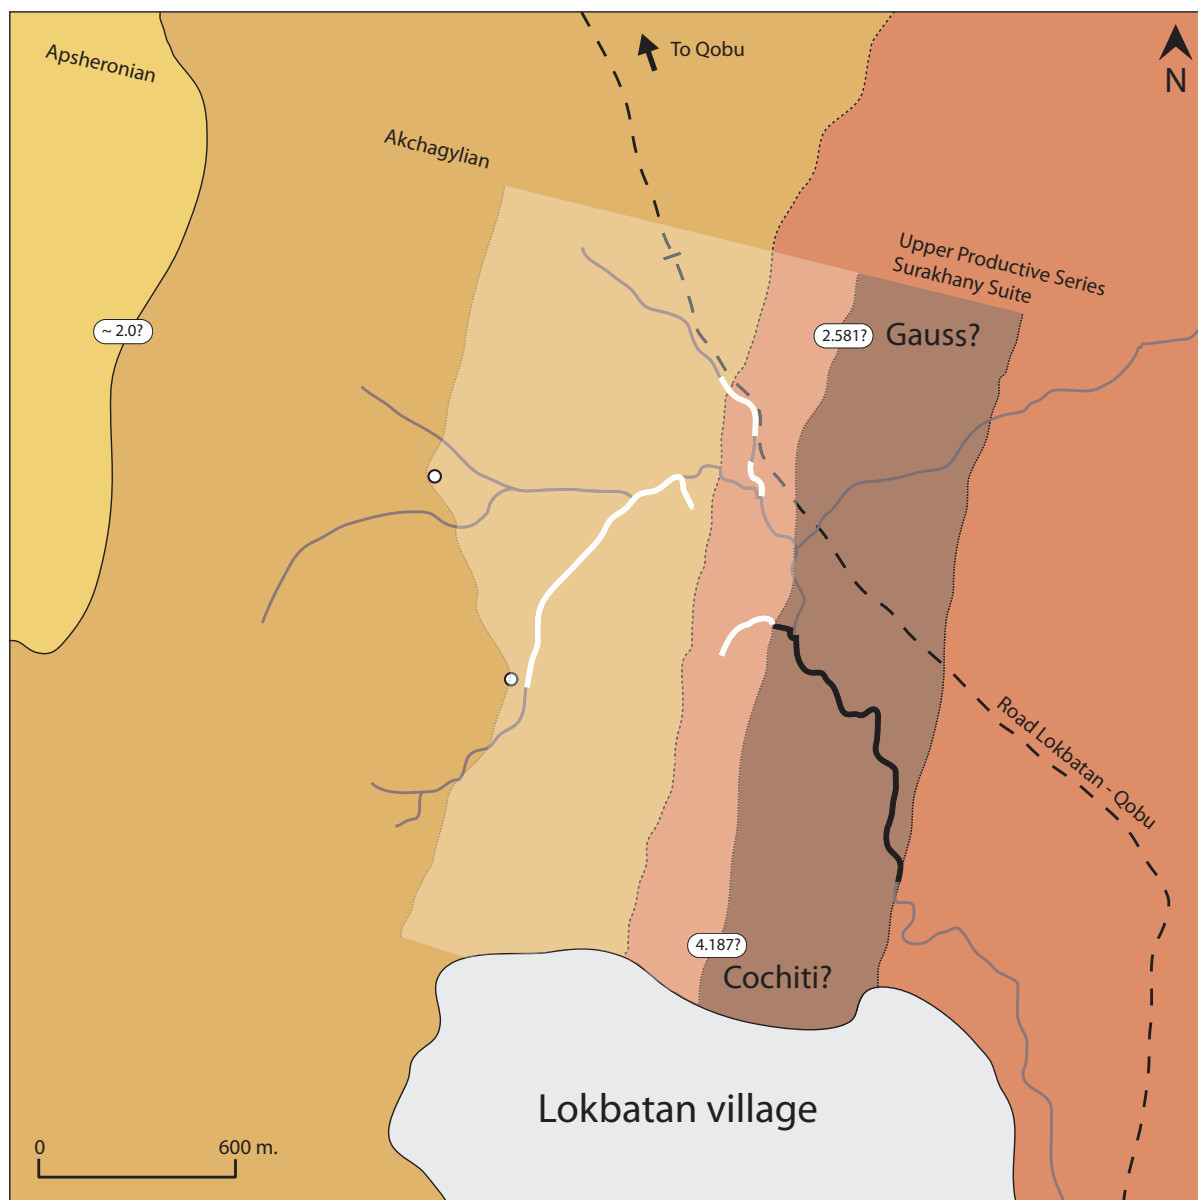 To Qobu
N
Apsheronian
Akchagylian
Upper Productive Series
Surakhany Suite
~ 2.0?
2.581?
Gauss?
Road Lokbatan - Qobu
4.187?
Cochiti?
Lokbatan village
0
600 m.